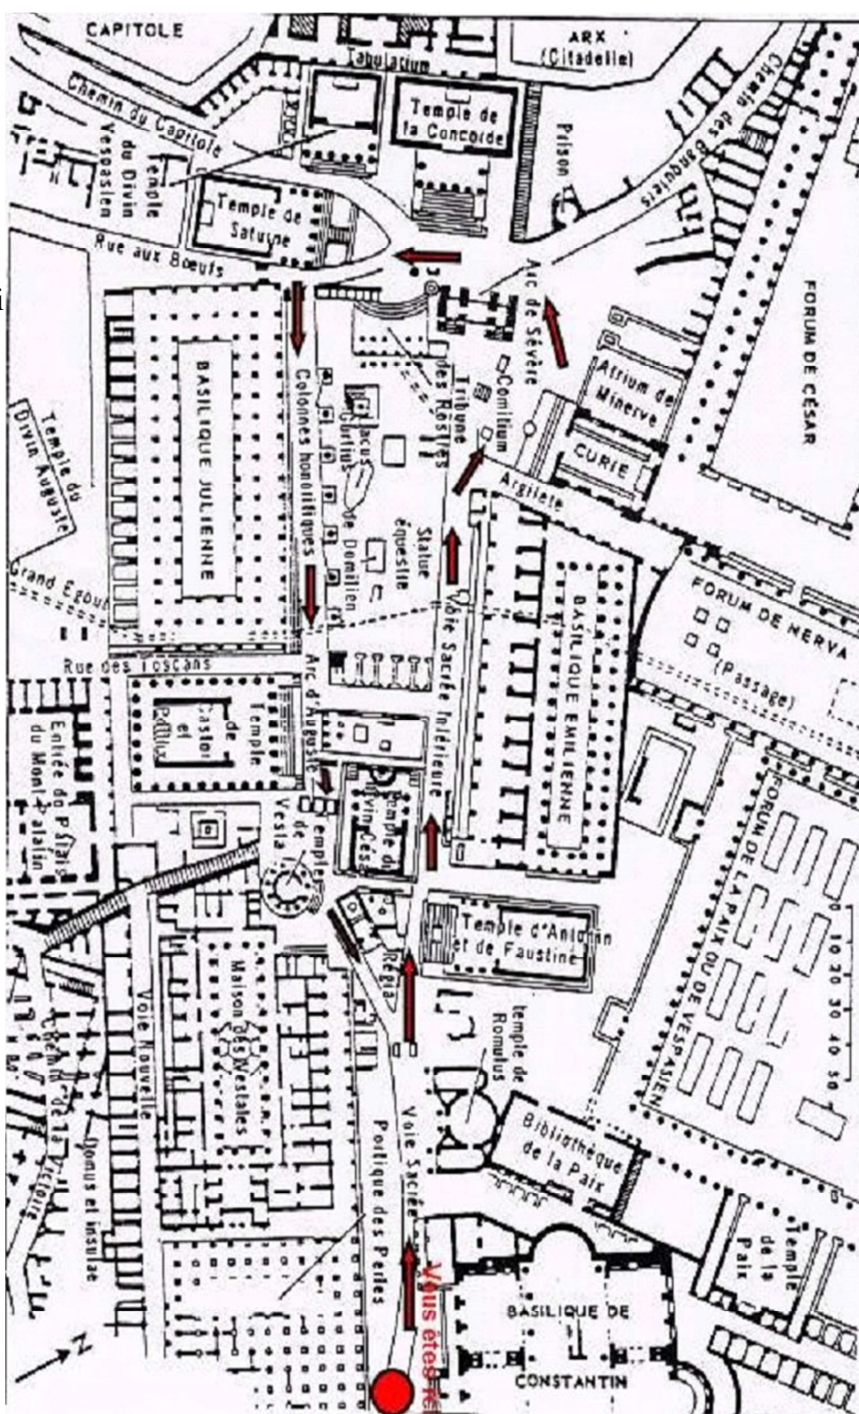 CAPITOLE
ARX
(Citadelle)
Tabularium
Chemin du Capitole
Temple de
la Concorde
Prison
Chemin des Banquiers
Temple
du Divin
Vespasien
Temple de
Saturne
Rue aux Bœufs
Arc de Sévère
FORUM DE CÉSAR
i
Atrium de
Minerve
Comitium
Tribune
des Rostres
CURIE
BASILIQUE JULIENNE
Colonnes honorifiques
Lacus
Curtius
Temple du
Divin Auguste
Argilète
Statue
équestre
de Domitien
Grand Egout
FORUM DE NERVA
(Passage)
Rue des Toscans
Voie Sacrée Intérieure
BASILIQUE EMILIENNE
Arc d'Auguste
Temple
de
Castor
et
Pollux
Entrée du Palais
du Mont Palatin
Temple du
Divin César
Temple
de
Vesta
FORUM DE LA PAIX OU DE VESPASIEN
0 10 20 30 40 50
Temple d'Antonin
et de Faustine
Régia
Maison des Vestales
temple de
Romulus
Voie Nouvelle
Chemin de la Victoire
Domus et insulae
Voie Sacrée
Portique des Perles
Bibliothèque
de la Paix
Temple
de la
Paix
Vous êtes ici
BASILIQUE DE
CONSTANTIN
N